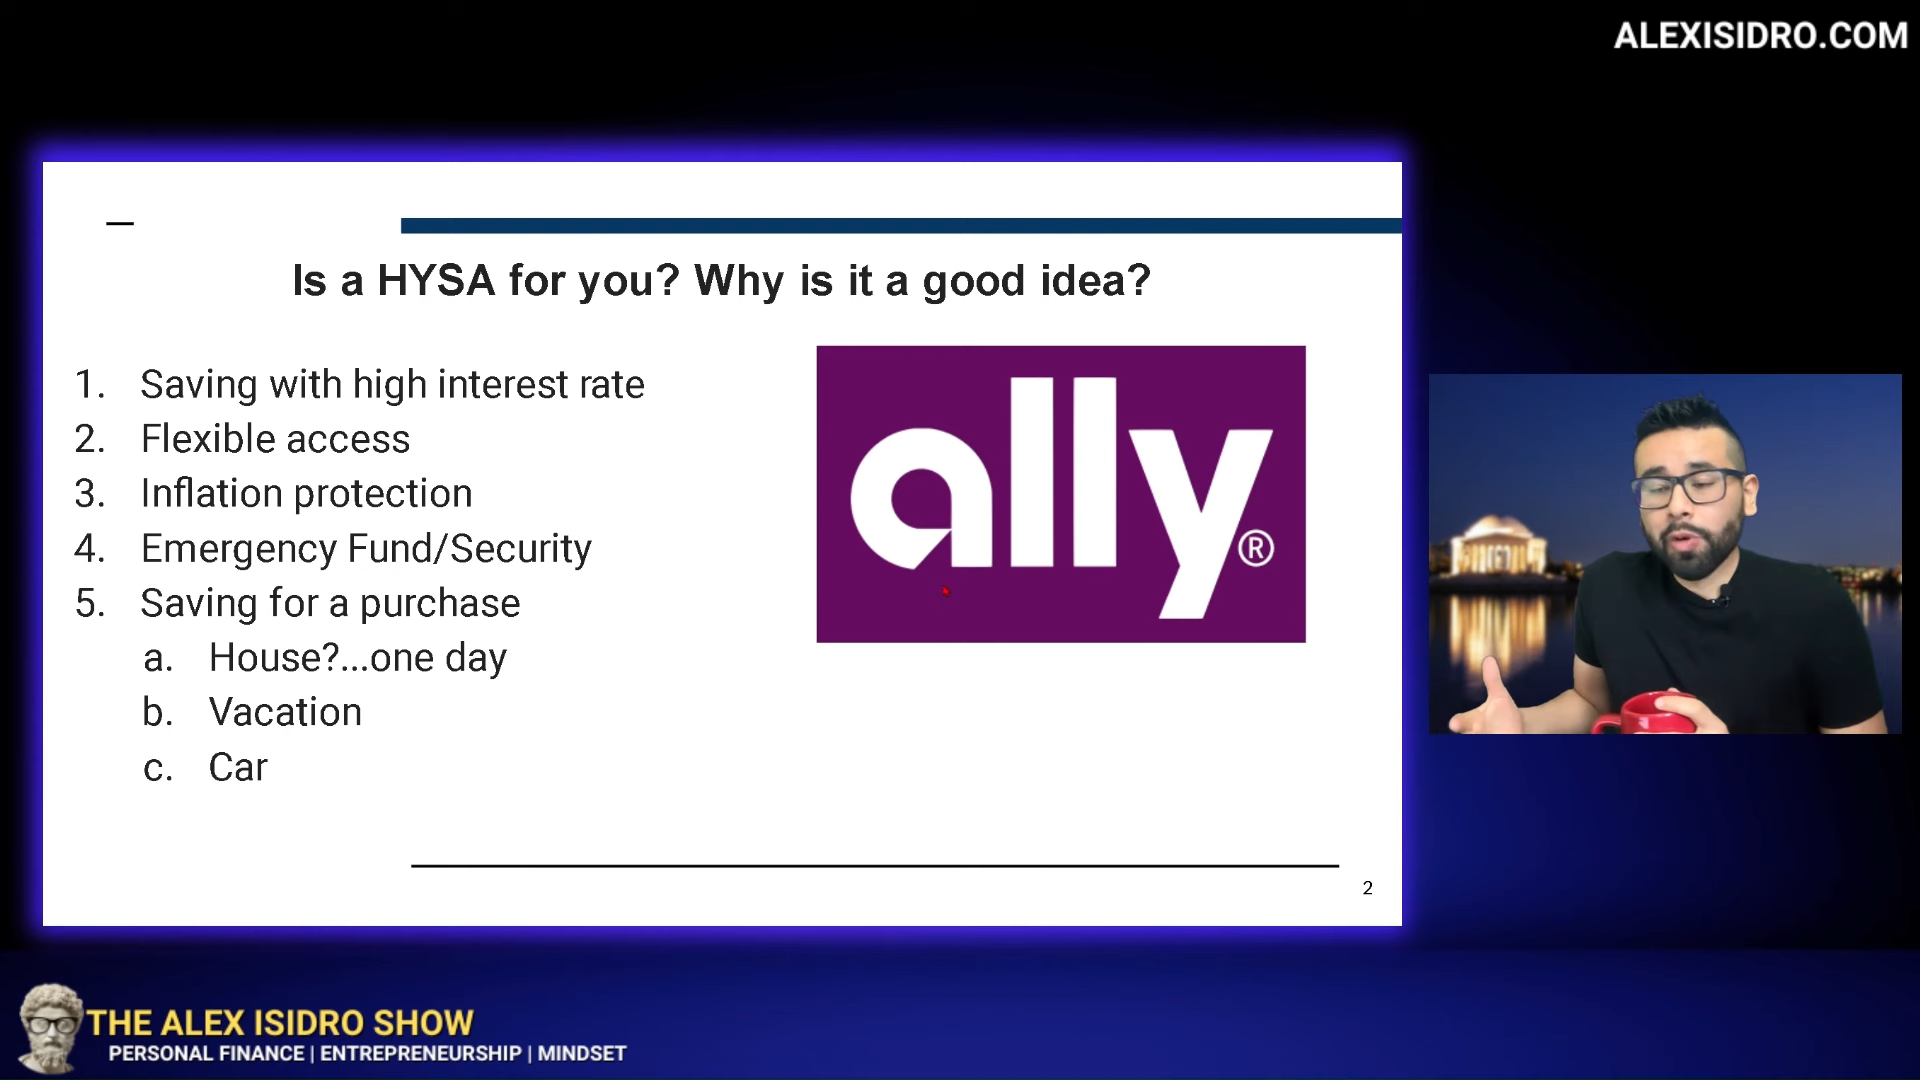 ALEXISIDRO.COM
Is a HYSA for you? Why is it a good idea?
1. Saving with high interest rate
2. Flexible access
3. Inflation protection
4. Emergency Fund/Security
5. Saving for a purchase
a. House?...one day
b. Vacation
c. Car
ally®
2
THE ALEX ISIDRO SHOW
PERSONAL FINANCE | ENTREPRENEURSHIP | MINDSET